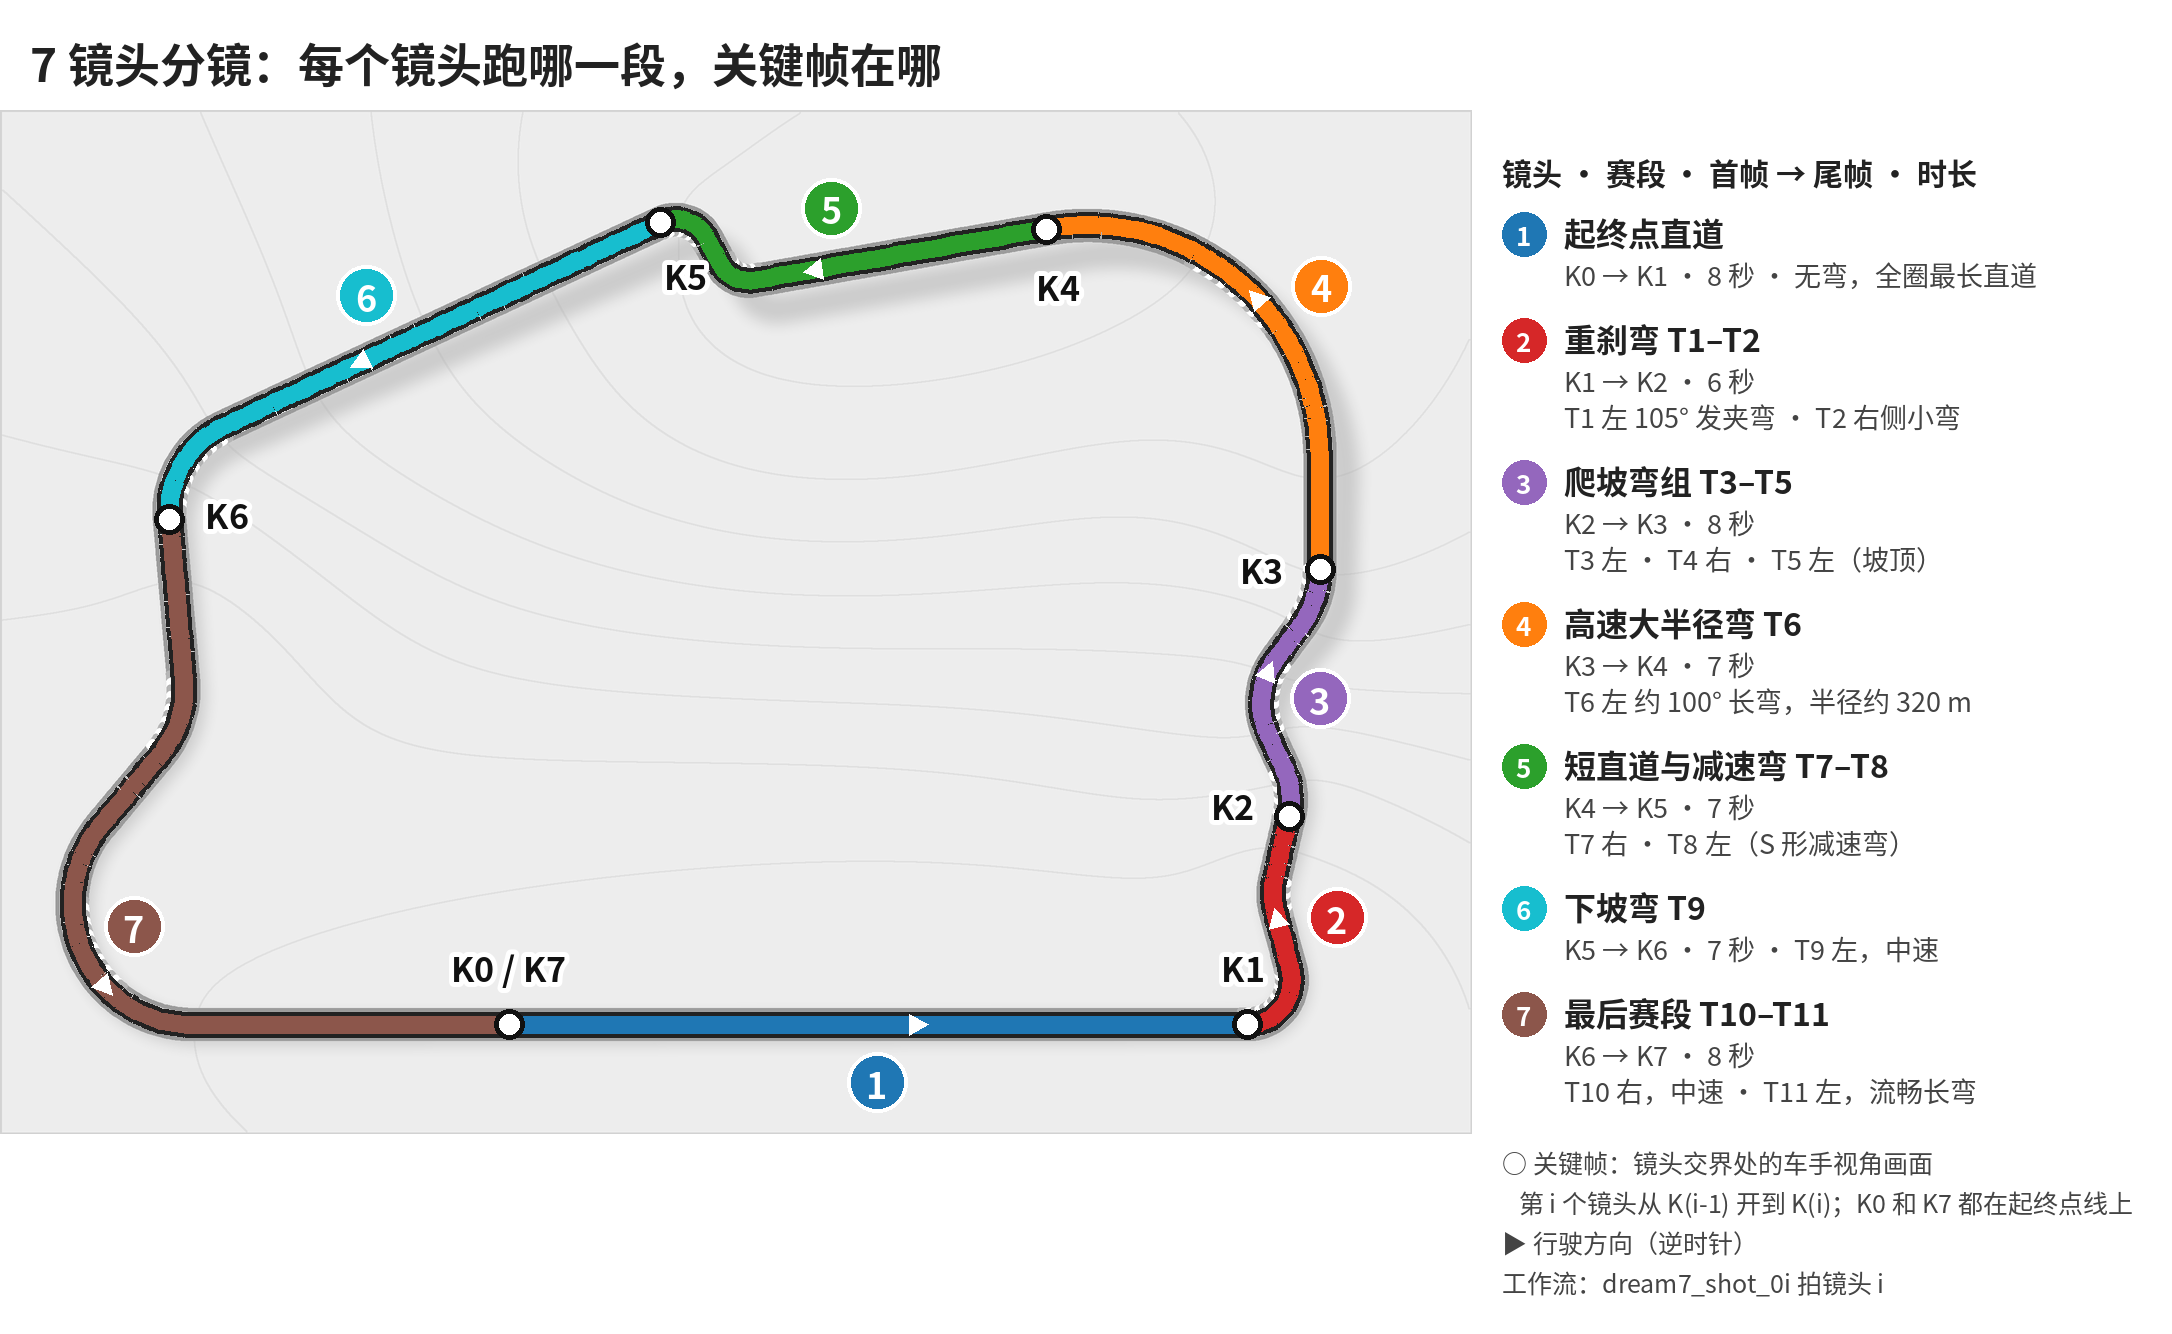 7 镜头分镜：每个镜头跑哪一段，关键帧在哪
5
K5
K4
4
6
K6
K3
3
K2
7
2
K0 / K7
K1
1
镜头 · 赛段 · 首帧 → 尾帧 · 时长
1 起终点直道
K0 → K1 · 8 秒 · 无弯，全圈最长直道
2 重刹弯 T1–T2
K1 → K2 · 6 秒
T1 左 105° 发夹弯 · T2 右侧小弯
3 爬坡弯组 T3–T5
K2 → K3 · 8 秒
T3 左 · T4 右 · T5 左（坡顶）
4 高速大半径弯 T6
K3 → K4 · 7 秒
T6 左 约 100° 长弯，半径约 320 m
5 短直道与减速弯 T7–T8
K4 → K5 · 7 秒
T7 右 · T8 左（S 形减速弯）
6 下坡弯 T9
K5 → K6 · 7 秒 · T9 左，中速
7 最后赛段 T10–T11
K6 → K7 · 8 秒
T10 右，中速 · T11 左，流畅长弯
○ 关键帧：镜头交界处的车手视角画面
第 i 个镜头从 K(i-1) 开到 K(i)；K0 和 K7 都在起终点线上
▶ 行驶方向（逆时针）
工作流：dream7_shot_0i 拍镜头 i